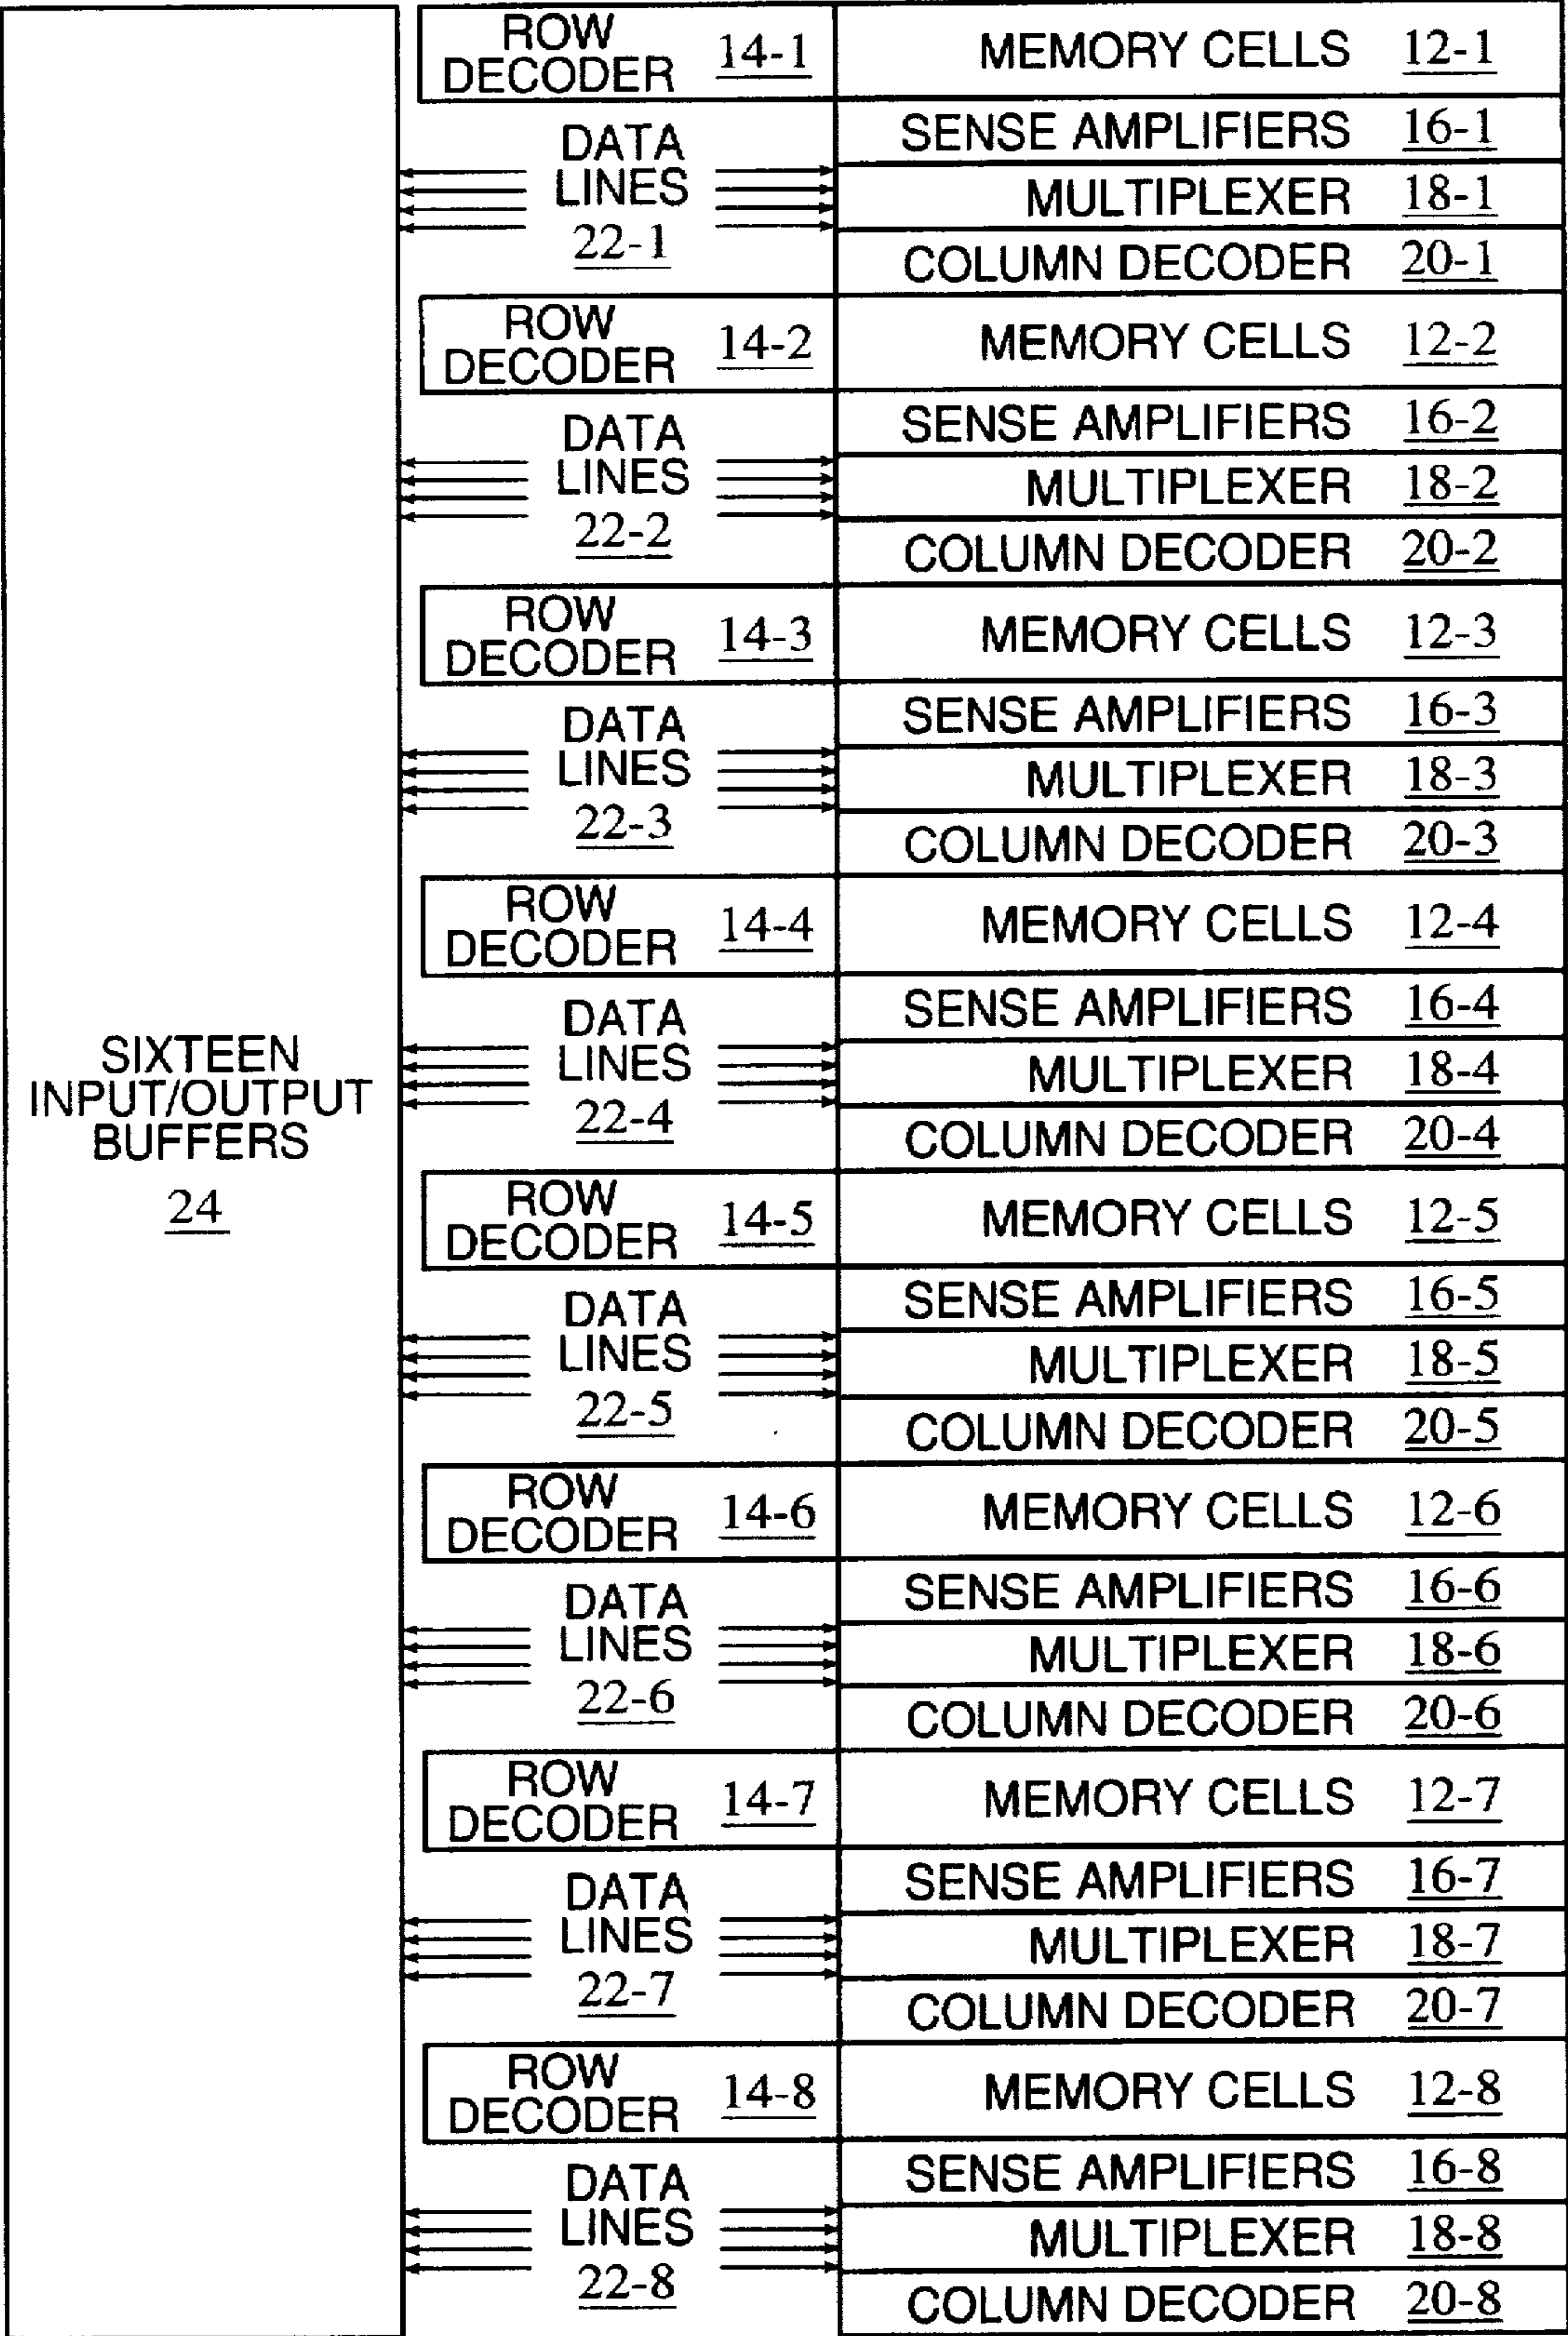 SIXTEEN
INPUT/OUTPUT
BUFFERS
24
ROW
DECODER 14-1
MEMORY CELLS 12-1
SENSE AMPLIFIERS 16-1
DATA
LINES
22-1
MULTIPLEXER 18-1
COLUMN DECODER 20-1
ROW
DECODER 14-2
MEMORY CELLS 12-2
SENSE AMPLIFIERS 16-2
DATA
LINES
22-2
MULTIPLEXER 18-2
COLUMN DECODER 20-2
ROW
DECODER 14-3
MEMORY CELLS 12-3
SENSE AMPLIFIERS 16-3
DATA
LINES
22-3
MULTIPLEXER 18-3
COLUMN DECODER 20-3
ROW
DECODER 14-4
MEMORY CELLS 12-4
SENSE AMPLIFIERS 16-4
DATA
LINES
22-4
MULTIPLEXER 18-4
COLUMN DECODER 20-4
ROW
DECODER 14-5
MEMORY CELLS 12-5
SENSE AMPLIFIERS 16-5
DATA
LINES
22-5
MULTIPLEXER 18-5
COLUMN DECODER 20-5
ROW
DECODER 14-6
MEMORY CELLS 12-6
SENSE AMPLIFIERS 16-6
DATA
LINES
22-6
MULTIPLEXER 18-6
COLUMN DECODER 20-6
ROW
DECODER 14-7
MEMORY CELLS 12-7
SENSE AMPLIFIERS 16-7
DATA
LINES
22-7
MULTIPLEXER 18-7
COLUMN DECODER 20-7
ROW
DECODER 14-8
MEMORY CELLS 12-8
SENSE AMPLIFIERS 16-8
DATA
LINES
22-8
MULTIPLEXER 18-8
COLUMN DECODER 20-8